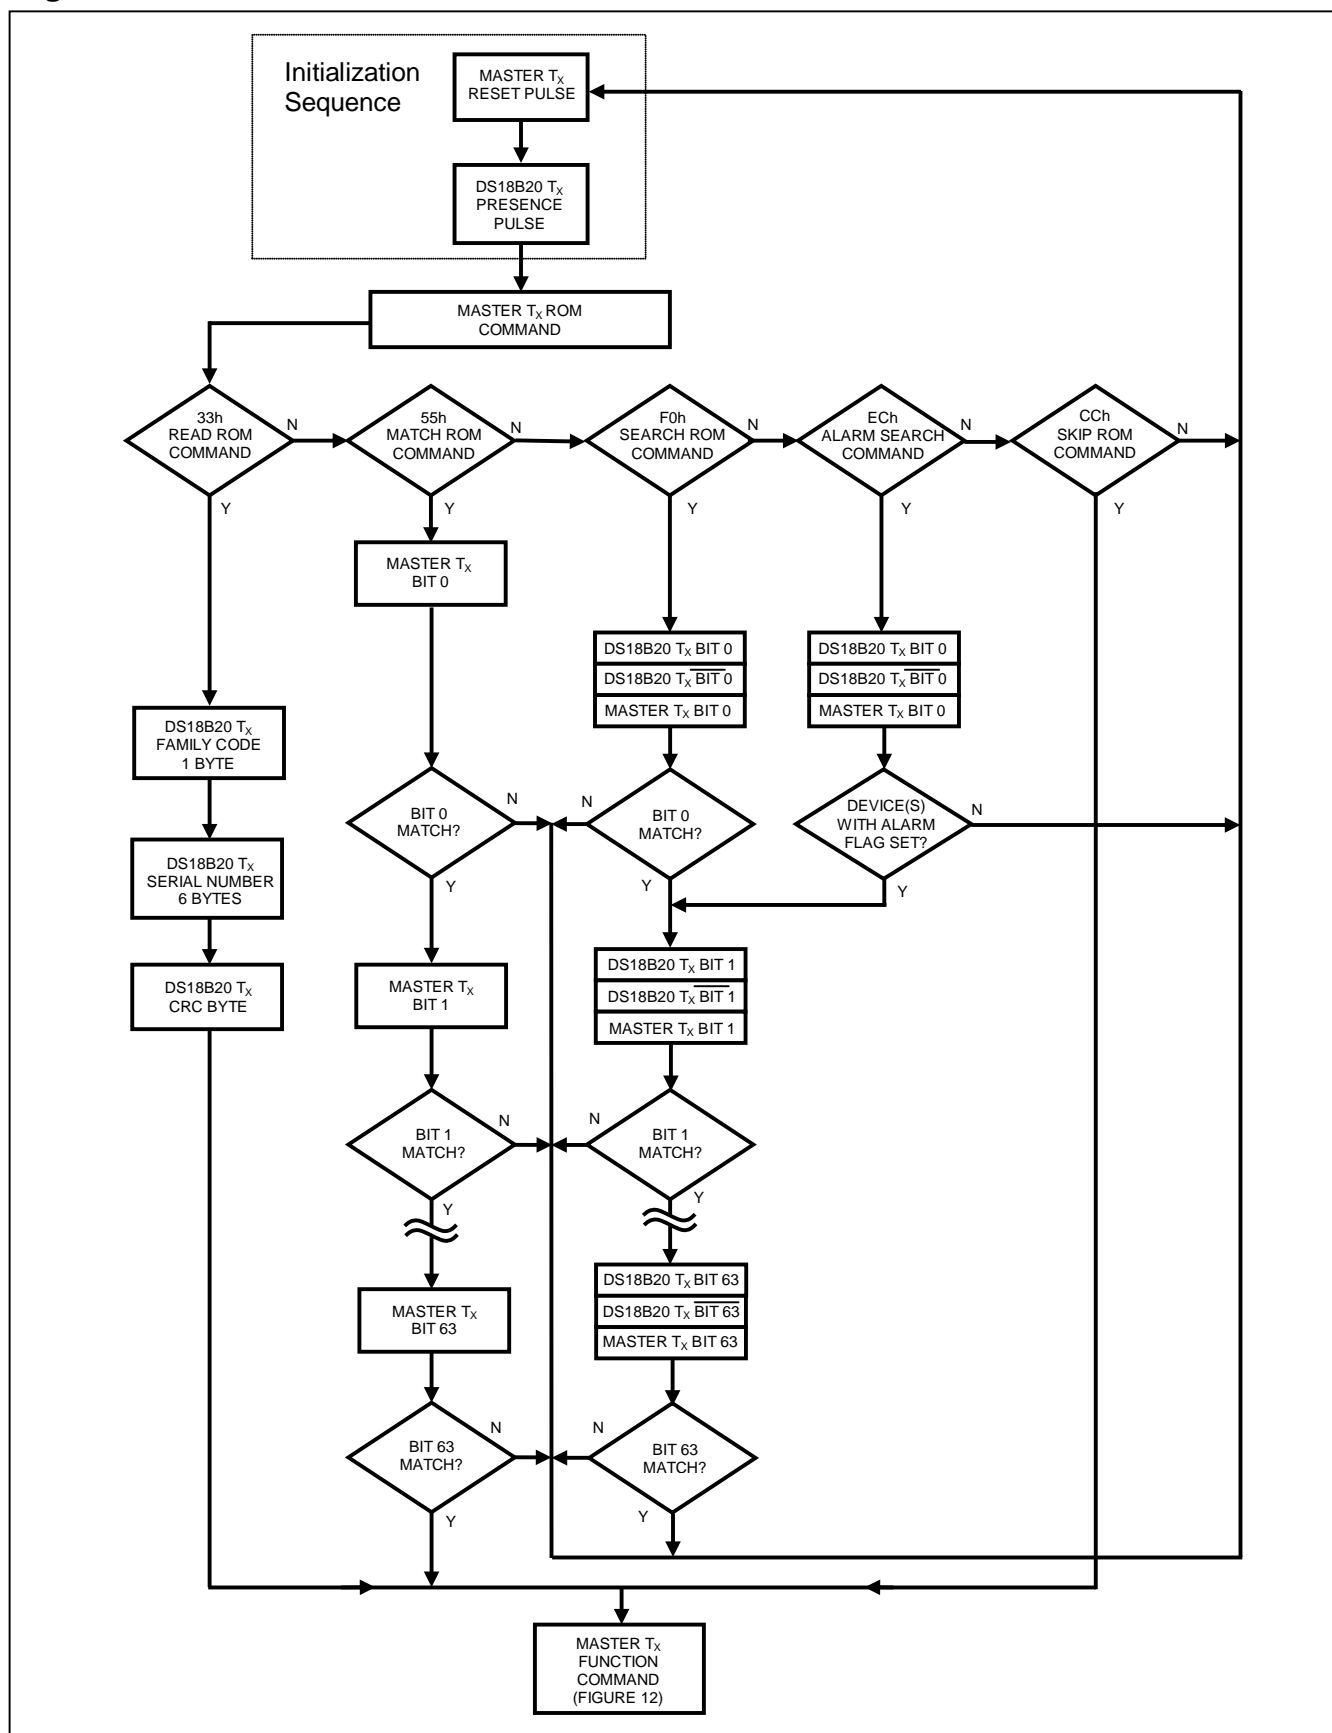 Initialization
Sequence
MASTER TX
RESET PULSE
DS18B20 TX
PRESENCE
PULSE
MASTER TX ROM
COMMAND
33h
READ ROM
COMMAND
N
Y
55h
MATCH ROM
COMMAND
N
Y
F0h
SEARCH ROM
COMMAND
N
Y
ECh
ALARM SEARCH
COMMAND
N
Y
CCh
SKIP ROM
COMMAND
N
Y
MASTER TX
BIT 0
DS18B20 TX BIT 0
DS18B20 TX BIT 0
MASTER TX BIT 0
DS18B20 TX BIT 0
DS18B20 TX BIT 0
MASTER TX BIT 0
DS18B20 TX
FAMILY CODE
1 BYTE
BIT 0
MATCH?
N
Y
N
BIT 0
MATCH?
Y
DEVICE(S)
WITH ALARM
FLAG SET?
N
Y
DS18B20 TX
SERIAL NUMBER
6 BYTES
DS18B20 TX
CRC BYTE
MASTER TX
BIT 1
DS18B20 TX BIT 1
DS18B20 TX BIT 1
MASTER TX BIT 1
BIT 1
MATCH?
N
Y
N
BIT 1
MATCH?
Y
MASTER TX
BIT 63
DS18B20 TX BIT 63
DS18B20 TX BIT 63
MASTER TX BIT 63
BIT 63
MATCH?
N
Y
N
BIT 63
MATCH?
Y
MASTER TX
FUNCTION
COMMAND
(FIGURE 12)